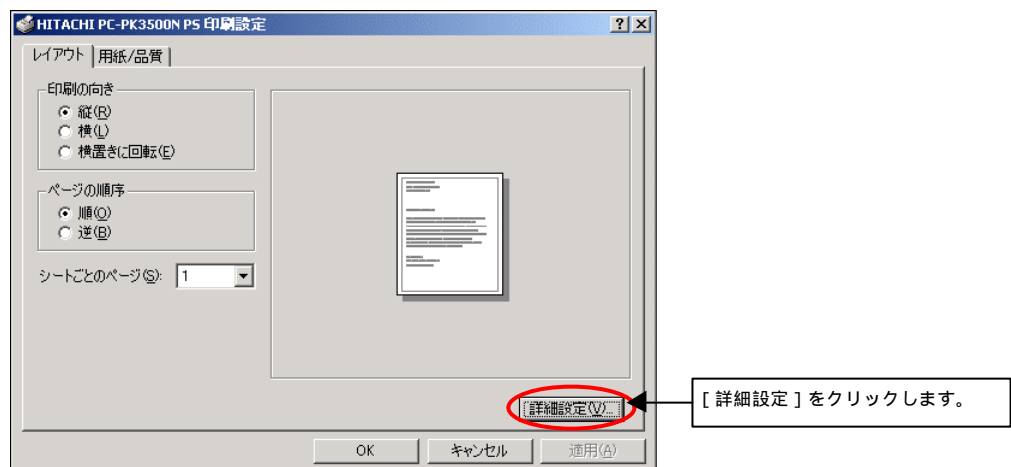 HITACHI PC-PK3500N PS 印刷設定
レイアウト 用紙/品質
印刷の向き
縦(R)
横(L)
横置きに回転(E)
ページの順序
順(O)
逆(B)
シートごとのページ(S): 1
詳細設定(V)...
[詳細設定]をクリックします。
OK キャンセル 適用(A)